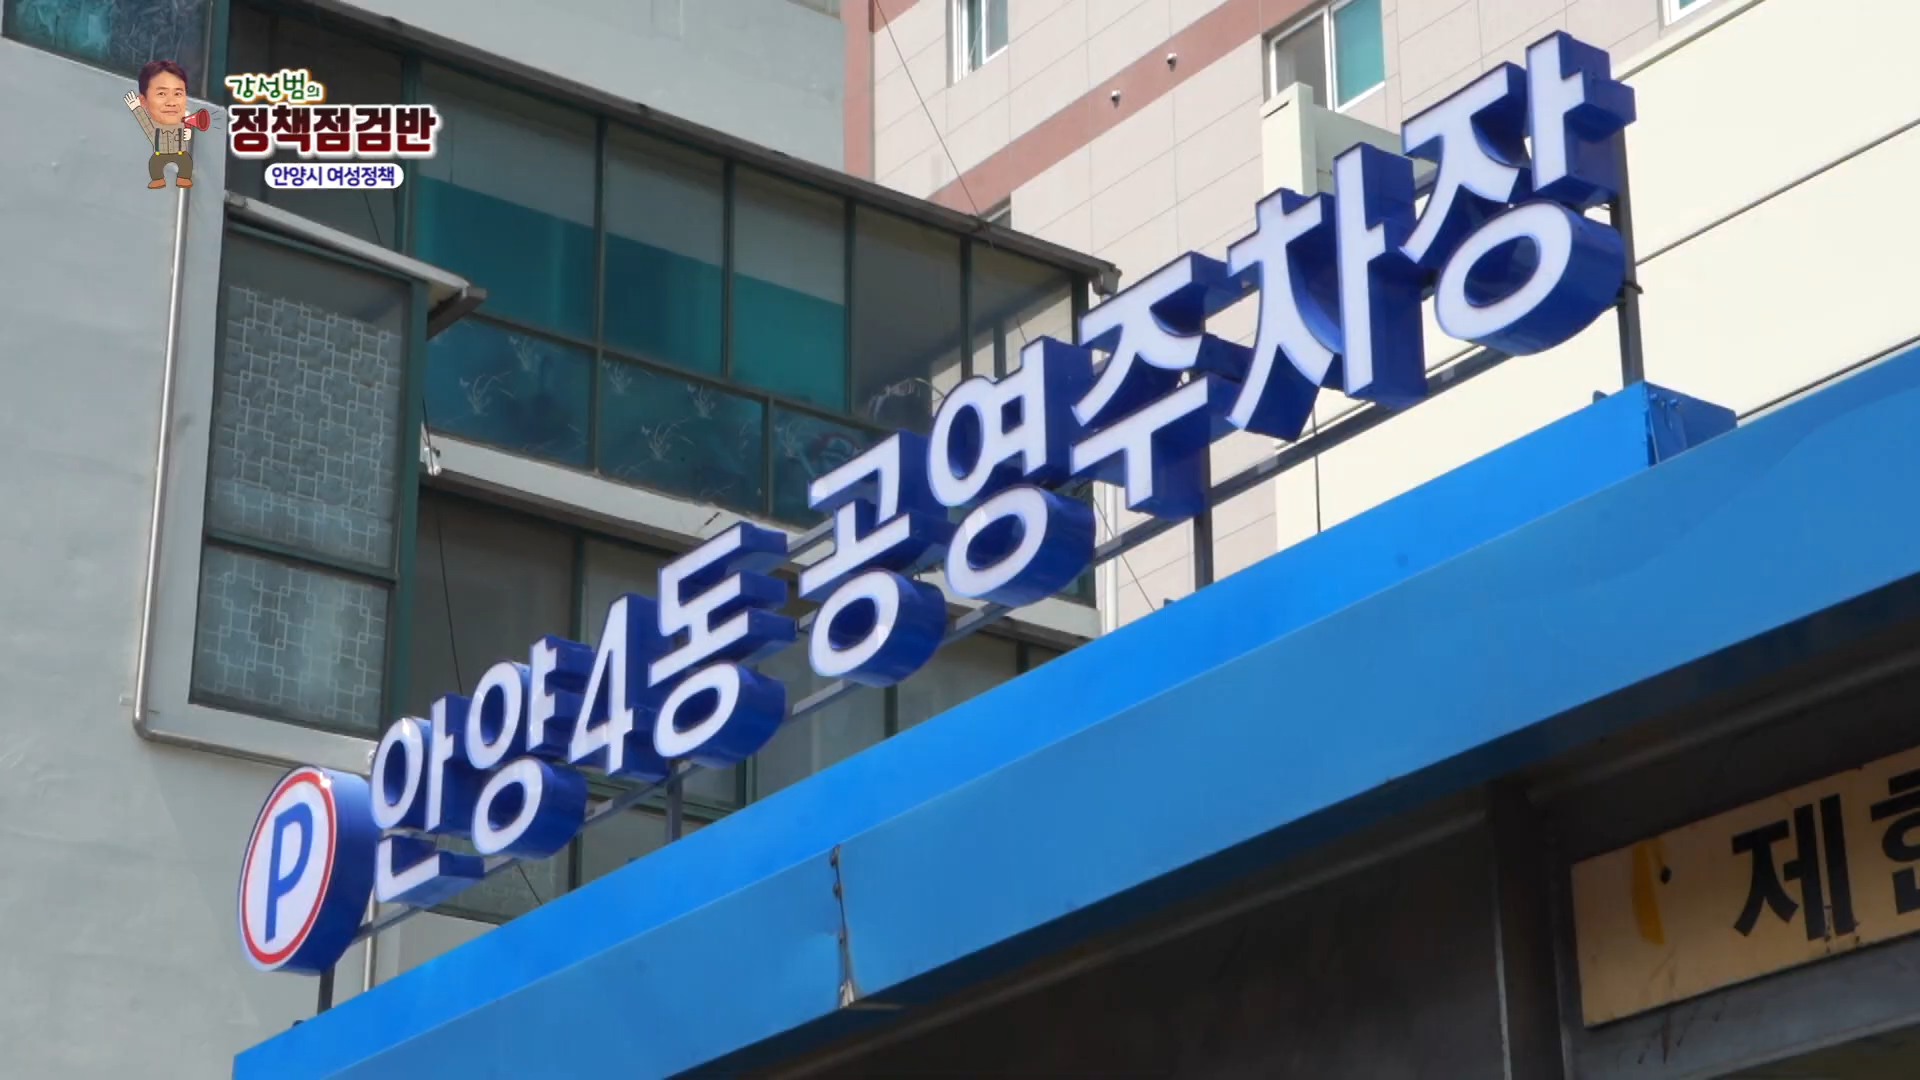 강성범의
정책점검반
안양시 여성정책
P 안양4동 공영주차장
제한